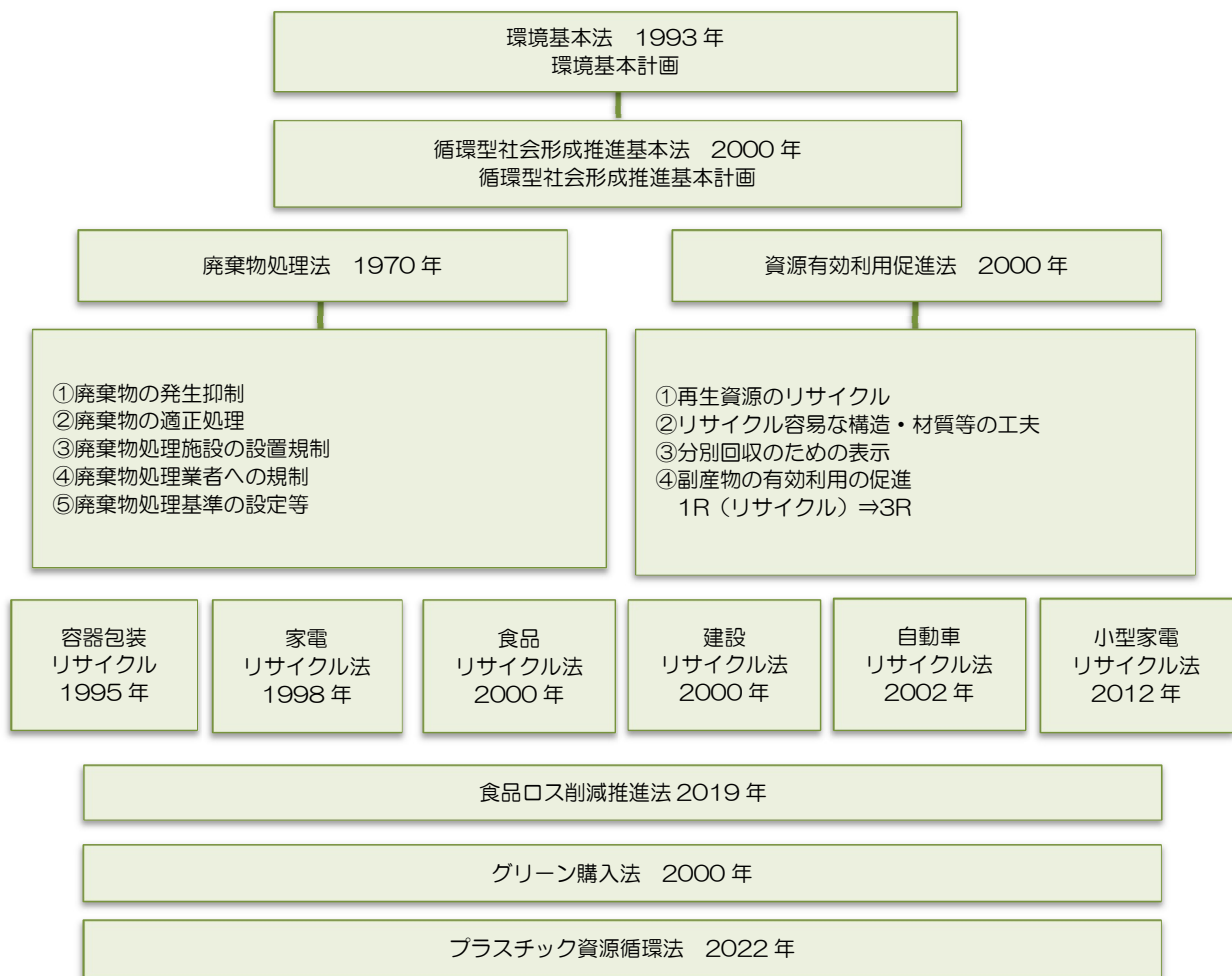 環境基本法　1993 年
環境基本計画
循環型社会形成推進基本法　2000 年
循環型社会形成推進基本計画
廃棄物処理法　1970 年
資源有効利用促進法　2000 年
①廃棄物の発生抑制
②廃棄物の適正処理
③廃棄物処理施設の設置規制
④廃棄物処理業者への規制
⑤廃棄物処理基準の設定等
①再生資源のリサイクル
②リサイクル容易な構造・材質等の工夫
③分別回収のための表示
④副産物の有効利用の促進
1R（リサイクル）⇒3R
容器包装
リサイクル
1995 年
家電
リサイクル法
1998 年
食品
リサイクル法
2000 年
建設
リサイクル法
2000 年
自動車
リサイクル法
2002 年
小型家電
リサイクル法
2012 年
食品ロス削減推進法 2019 年
グリーン購入法　2000 年
プラスチック資源循環法　2022 年